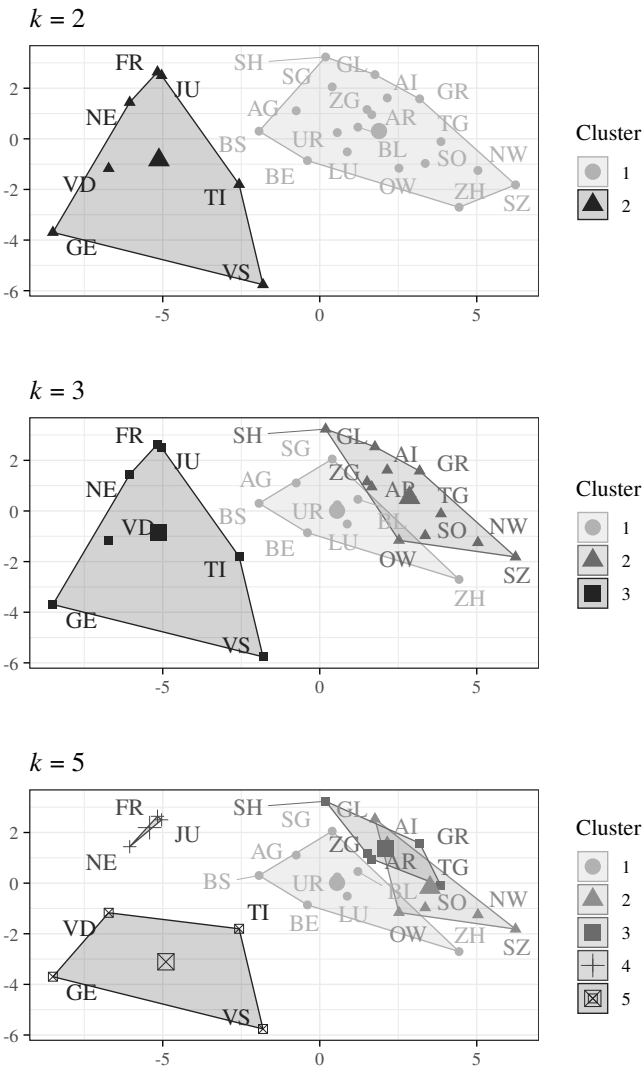 k = 2
FR
JU
NE
VD
TI
GE
VS
SH
GL
SG
AI
GR
ZG
AG
AR
TG
BS
UR
BL
SO
NW
BE
LU
OW
ZH
SZ
2
0
-2
-4
-6
-5
0
5
Cluster
1
2
k = 3
FR
JU
NE
VD
TI
GE
VS
SH
GL
SG
AI
GR
ZG
AG
AR
TG
BS
UR
BL
SO
NW
BE
LU
OW
SZ
ZH
2
0
-2
-4
-6
-5
0
5
Cluster
1
2
3
k = 5
FR
JU
NE
VD
TI
GE
VS
SH
GL
SG
AI
GR
ZG
AG
AR
TG
BS
UR
BL
SO
NW
BE
LU
OW
ZH
SZ
2
0
-2
-4
-6
-5
0
5
Cluster
1
2
3
4
5